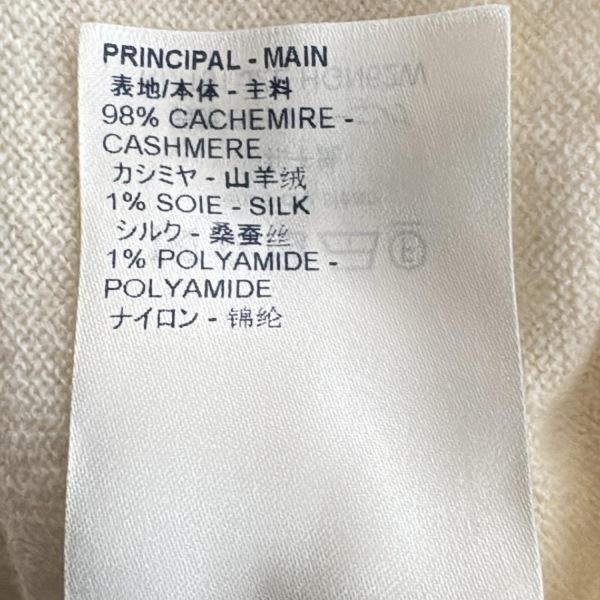 PRINCIPAL - MAIN
表地/本体 - 主料
98% CACHEMIRE -
CASHMERE
カシミヤ - 山羊绒
1% SOIE - SILK
シルク - 桑蚕丝
1% POLYAMIDE -
POLYAMIDE
ナイロン - 锦纶